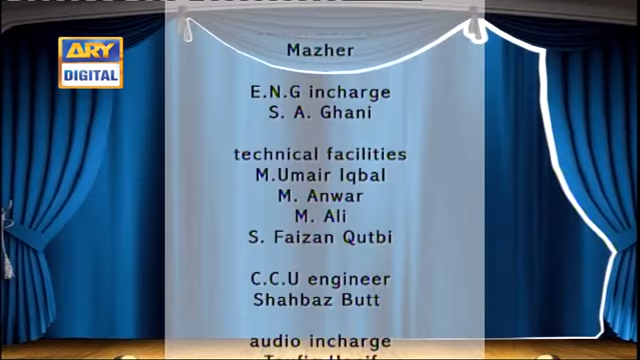 ARY
DIGITAL
Mazher
E.N.G incharge
S. A. Ghani
technical facilities
M.Umair Iqbal
M. Anwar
M. Ali
S. Faizan Qutbi
C.C.U engineer
Shahbaz Butt
audio incharge